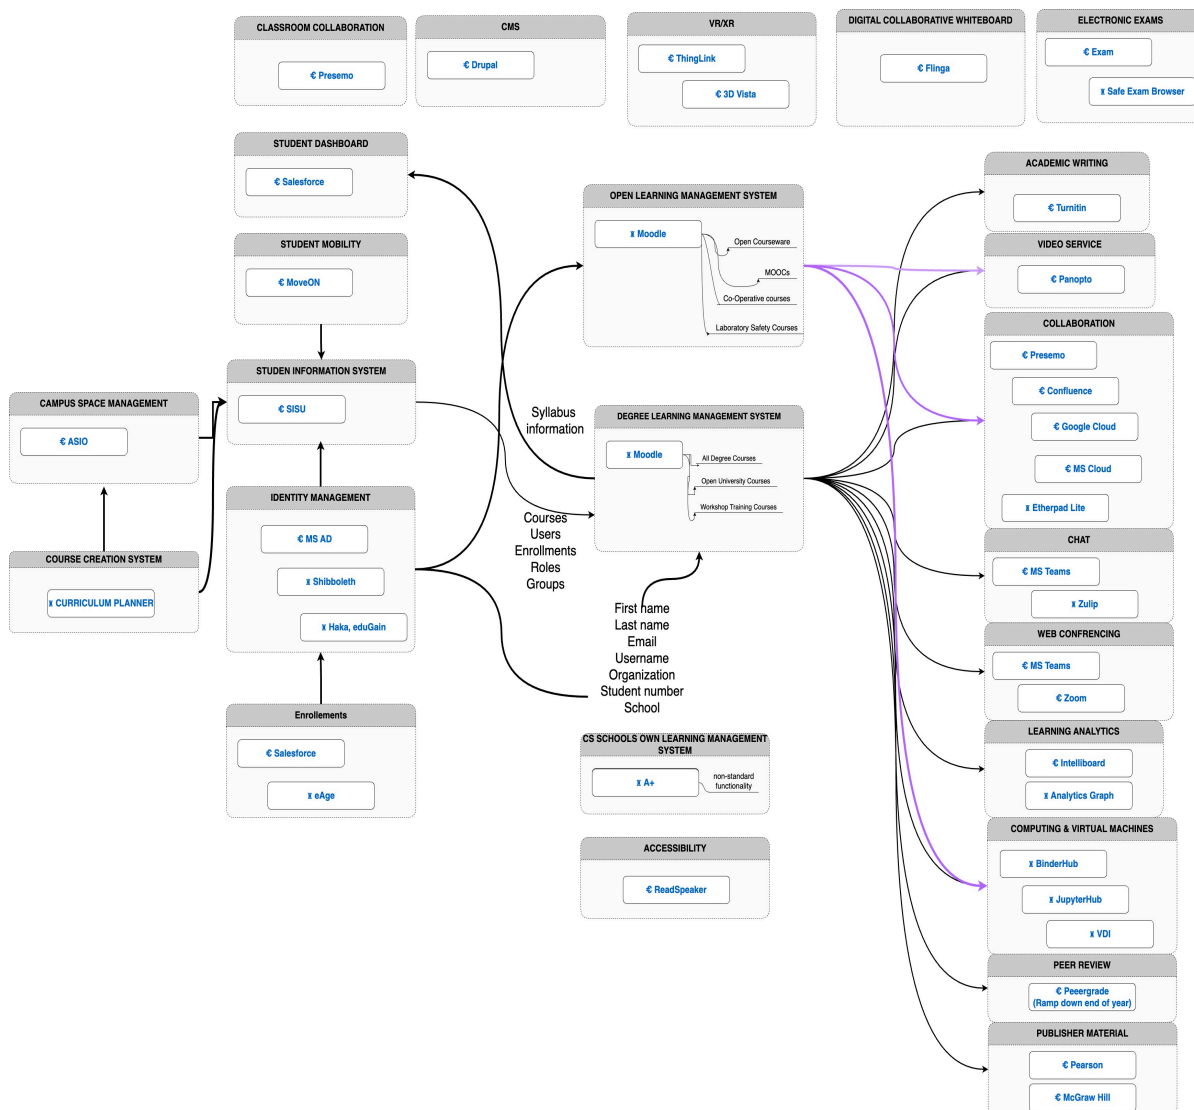 CLASSROOM COLLABORATION
€ Presemo
CMS
€ Drupal
VR/XR
€ ThingLink
€ 3D Vista
DIGITAL COLLABORATIVE WHITEBOARD
€ Flinga
ELECTRONIC EXAMS
€ Exam
¤ Safe Exam Browser
STUDENT DASHBOARD
€ Salesforce
STUDENT MOBILITY
€ MoveON
STUDEN INFORMATION SYSTEM
€ SISU
CAMPUS SPACE MANAGEMENT
€ ASIO
COURSE CREATION SYSTEM
¤ CURRICULUM PLANNER
IDENTITY MANAGEMENT
€ MS AD
¤ Shibboleth
¤ Haka, eduGain
Enrollements
€ Salesforce
¤ eAge
OPEN LEARNING MANAGEMENT SYSTEM
¤ Moodle
Open Courseware
MOOCs
Co-Operative courses
Laboratory Safety Courses
Syllabus
information
DEGREE LEARNING MANAGEMENT SYSTEM
¤ Moodle
All Degree Courses
Open University Courses
Workshop Training Courses
Courses
Users
Enrollments
Roles
Groups
First name
Last name
Email
Username
Organization
Student number
School
CS SCHOOLS OWN LEARNING MANAGEMENT
SYSTEM
¤ A+
non-standard
functionality
ACCESSIBILITY
€ ReadSpeaker
ACADEMIC WRITING
€ Turnitin
VIDEO SERVICE
€ Panopto
COLLABORATION
€ Presemo
€ Confluence
€ Google Cloud
€ MS Cloud
¤ Etherpad Lite
CHAT
€ MS Teams
¤ Zulip
WEB CONFRENCING
€ MS Teams
€ Zoom
LEARNING ANALYTICS
€ Intelliboard
¤ Analytics Graph
COMPUTING & VIRTUAL MACHINES
¤ BinderHub
¤ JupyterHub
¤ VDI
PEER REVIEW
€ Peeergrade
(Ramp down end of year)
PUBLISHER MATERIAL
€ Pearson
€ McGraw Hill